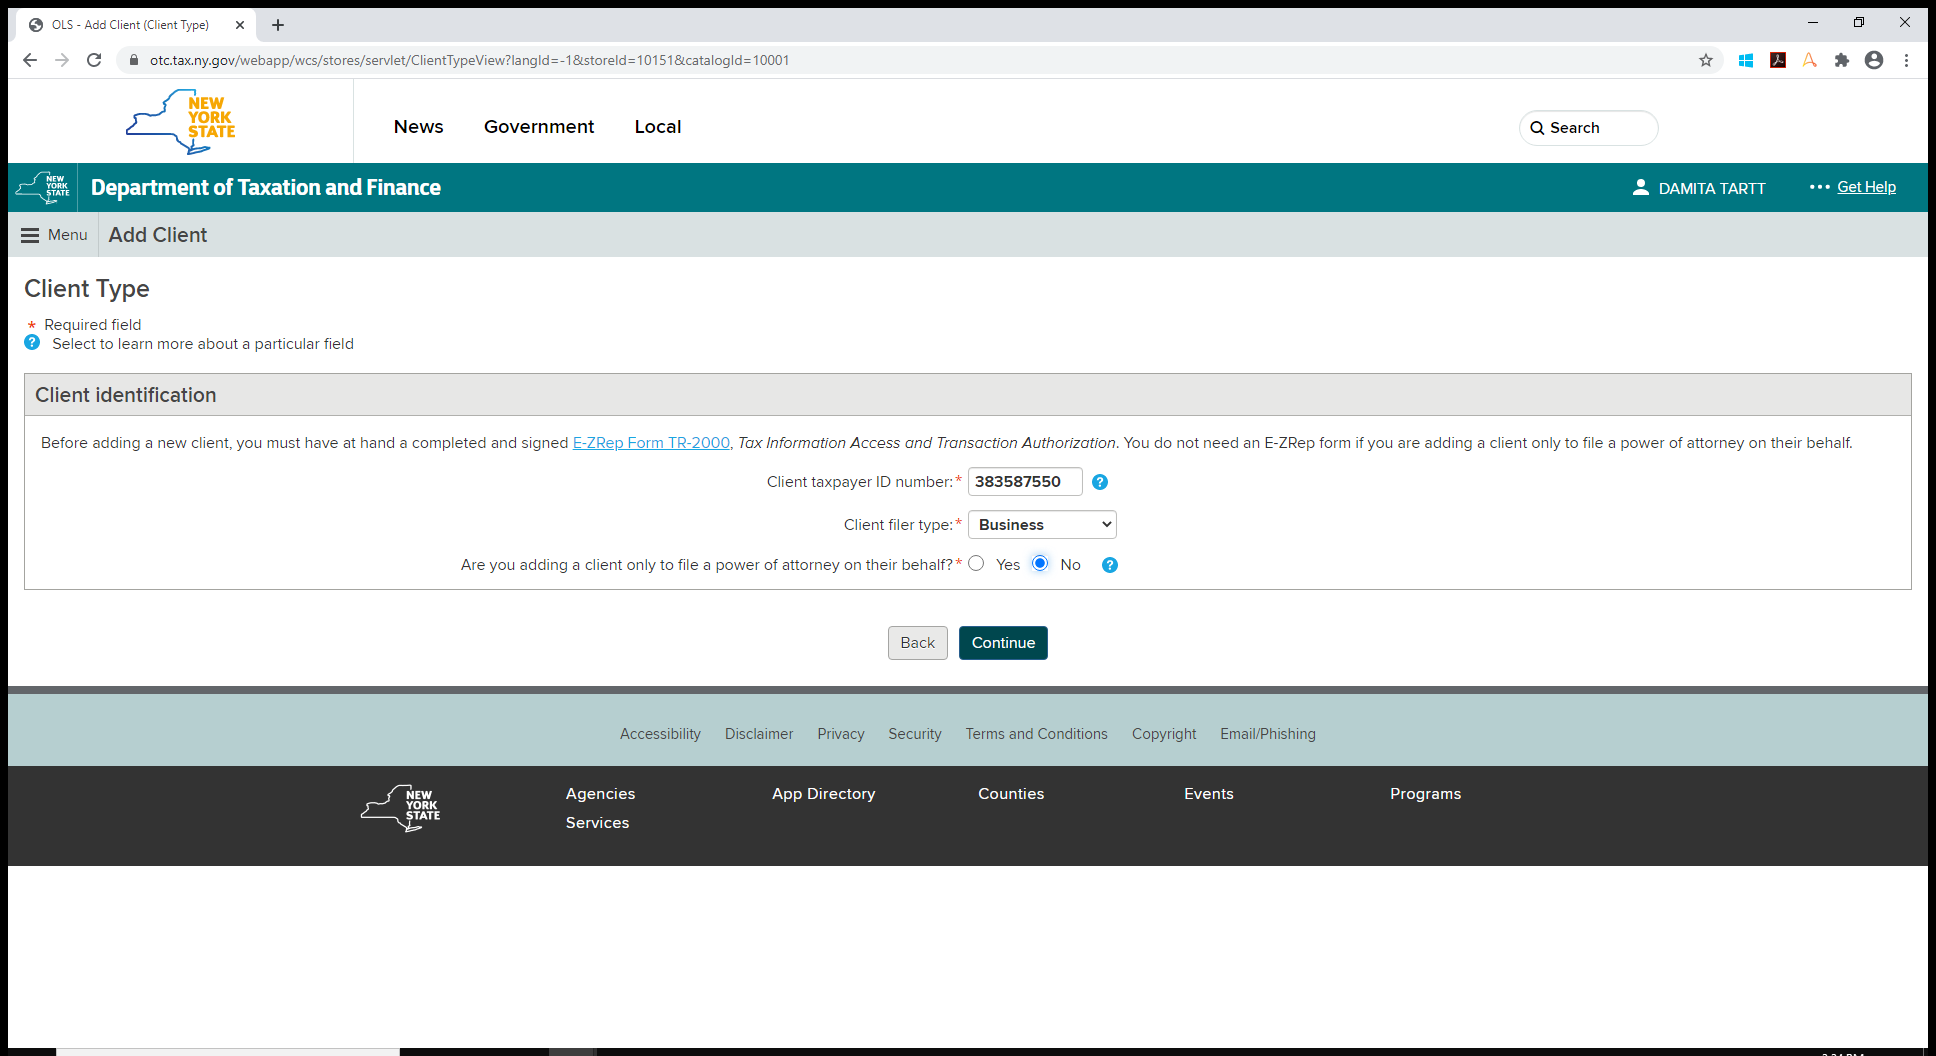 OLS - Add Client (Client Type)
otc.tax.ny.gov/webapp/wcs/stores/servlet/ClientTypeView?langId=-1&storeId=10151&catalogId=10001
NEW
YORK
STATE
News Government Local
Search
NEW
YORK
STATE
Department of Taxation and Finance
DAMITA TARTT
Get Help
Menu Add Client
Client Type
* Required field
? Select to learn more about a particular field
Client identification
Before adding a new client, you must have at hand a completed and signed E-ZRep Form TR-2000, Tax Information Access and Transaction Authorization. You do not need an E-ZRep form if you are adding a client only to file a power of attorney on their behalf.
Client taxpayer ID number:* 383587550 ?
Client filer type:* Business
Are you adding a client only to file a power of attorney on their behalf?* Yes No ?
Back Continue
Accessibility Disclaimer Privacy Security Terms and Conditions Copyright Email/Phishing
NEW
YORK
STATE
Agencies App Directory Counties Events Programs
Services